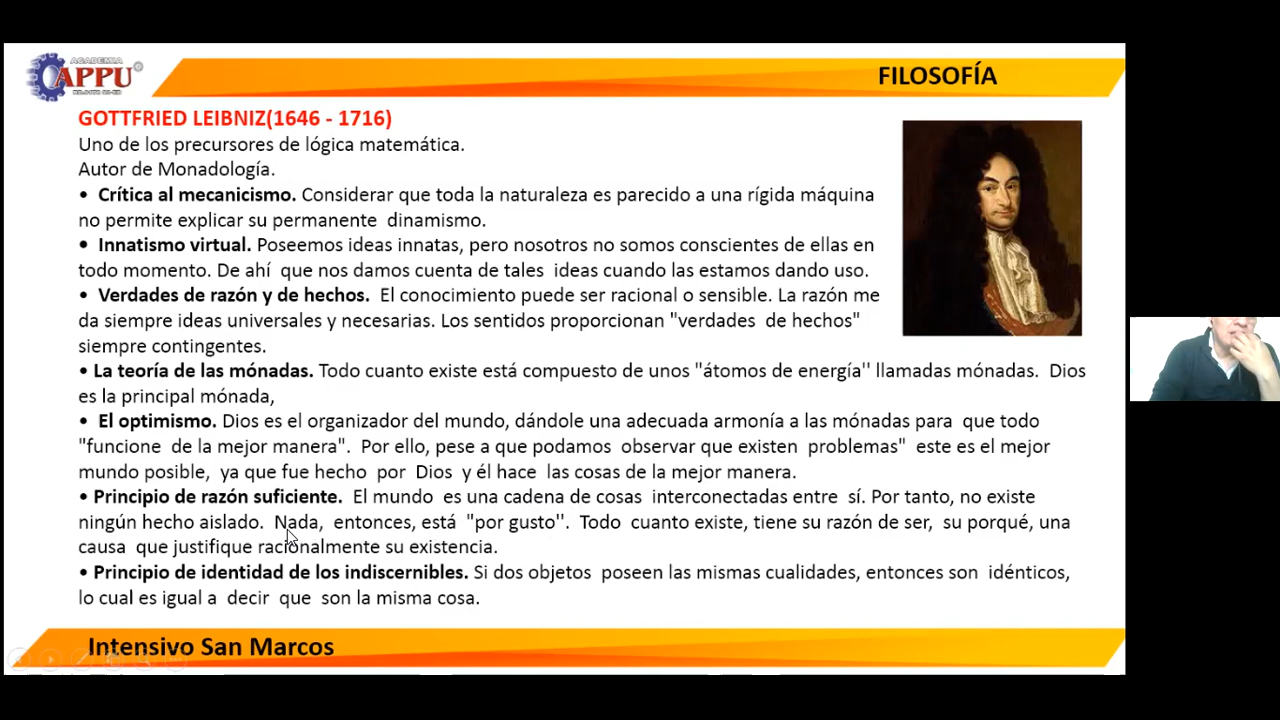 ACADEMIA
APPU
FILOSOFÍA
GOTTFRIED LEIBNIZ(1646 - 1716)
Uno de los precursores de lógica matemática.
Autor de Monadología.
• Crítica al mecanicismo. Considerar que toda la naturaleza es parecido a una rígida máquina
no permite explicar su permanente dinamismo.
• Innatismo virtual. Poseemos ideas innatas, pero nosotros no somos conscientes de ellas en
todo momento. De ahí que nos damos cuenta de tales ideas cuando las estamos dando uso.
• Verdades de razón y de hechos. El conocimiento puede ser racional o sensible. La razón me
da siempre ideas universales y necesarias. Los sentidos proporcionan "verdades de hechos"
siempre contingentes.
• La teoría de las mónadas. Todo cuanto existe está compuesto de unos "átomos de energía'' llamadas mónadas. Dios
es la principal mónada,
• El optimismo. Dios es el organizador del mundo, dándole una adecuada armonía a las mónadas para que todo
"funcione de la mejor manera". Por ello, pese a que podamos observar que existen problemas" este es el mejor
mundo posible, ya que fue hecho por Dios y él hace las cosas de la mejor manera.
• Principio de razón suficiente. El mundo es una cadena de cosas interconectadas entre sí. Por tanto, no existe
ningún hecho aislado. Nada, entonces, está "por gusto''. Todo cuanto existe, tiene su razón de ser, su porqué, una
causa que justifique racionalmente su existencia.
• Principio de identidad de los indiscernibles. Si dos objetos poseen las mismas cualidades, entonces son idénticos,
lo cual es igual a decir que son la misma cosa.
Intensivo San Marcos